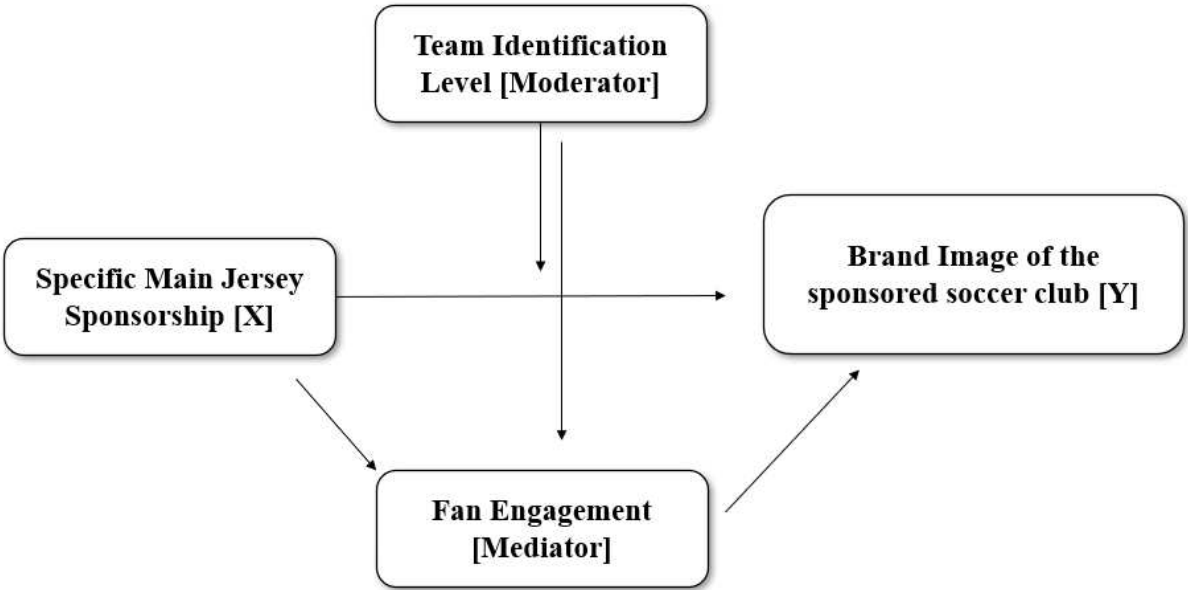 Team Identification
Level [Moderator]
Specific Main Jersey
Sponsorship [X]
Brand Image of the
sponsored soccer club [Y]
Fan Engagement
[Mediator]